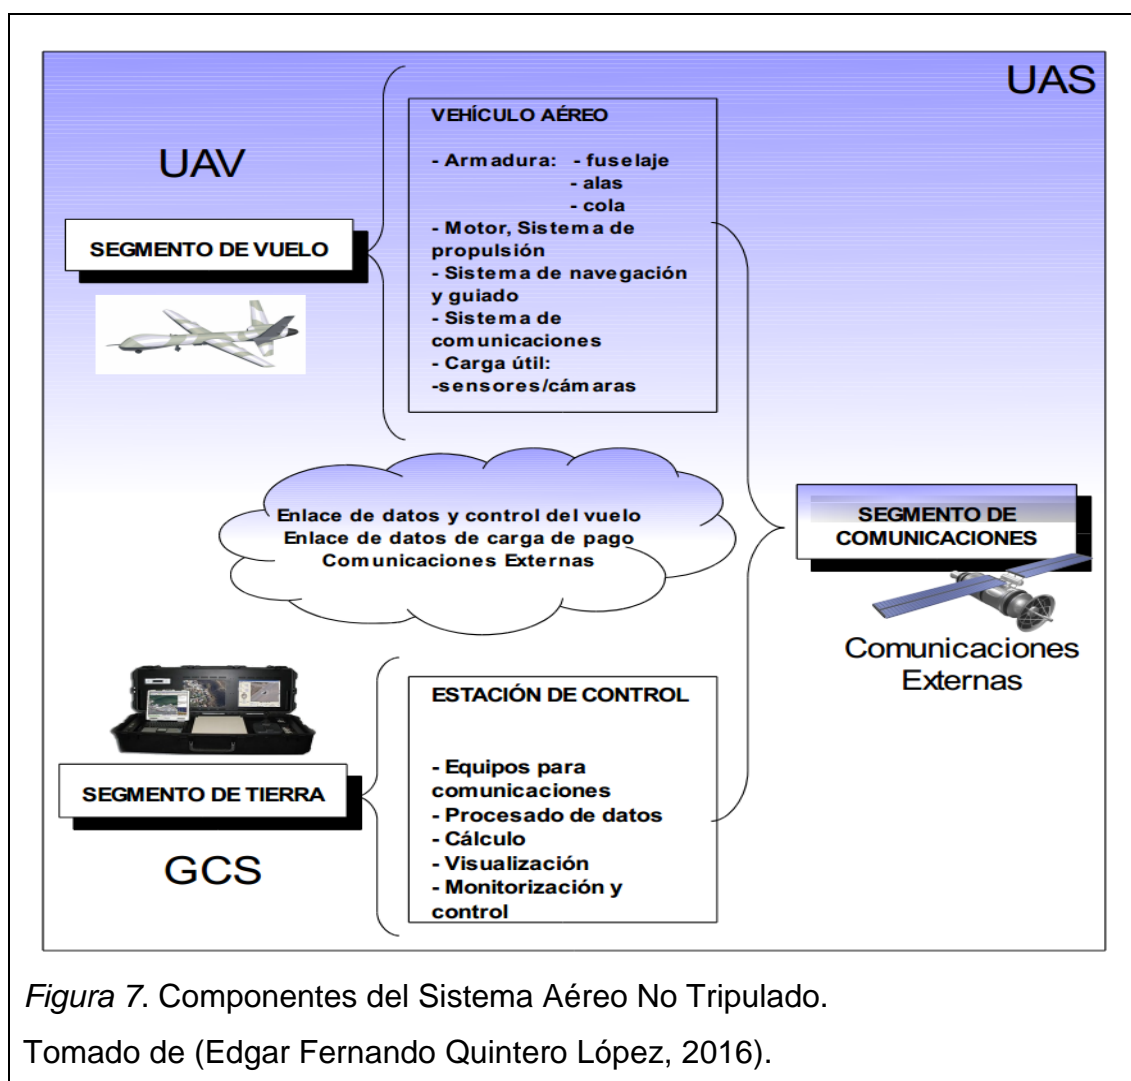 UAS
UAV
SEGMENTO DE VUELO
VEHÍCULO AÉREO
- Armadura: - fuselaje
- alas
- cola
- Motor, Sistema de
propulsión
- Sistema de navegación
y guiado
- Sistema de
comunicaciones
- Carga útil:
-sensores/cámaras
Enlace de datos y control del vuelo
Enlace de datos de carga de pago
Comunicaciones Externas
SEGMENTO DE
COMUNICACIONES
Comunicaciones
Externas
SEGMENTO DE TIERRA
GCS
ESTACIÓN DE CONTROL
- Equipos para
comunicaciones
- Procesado de datos
- Cálculo
- Visualización
- Monitorización y
control
Figura 7. Componentes del Sistema Aéreo No Tripulado.
Tomado de (Edgar Fernando Quintero López, 2016).